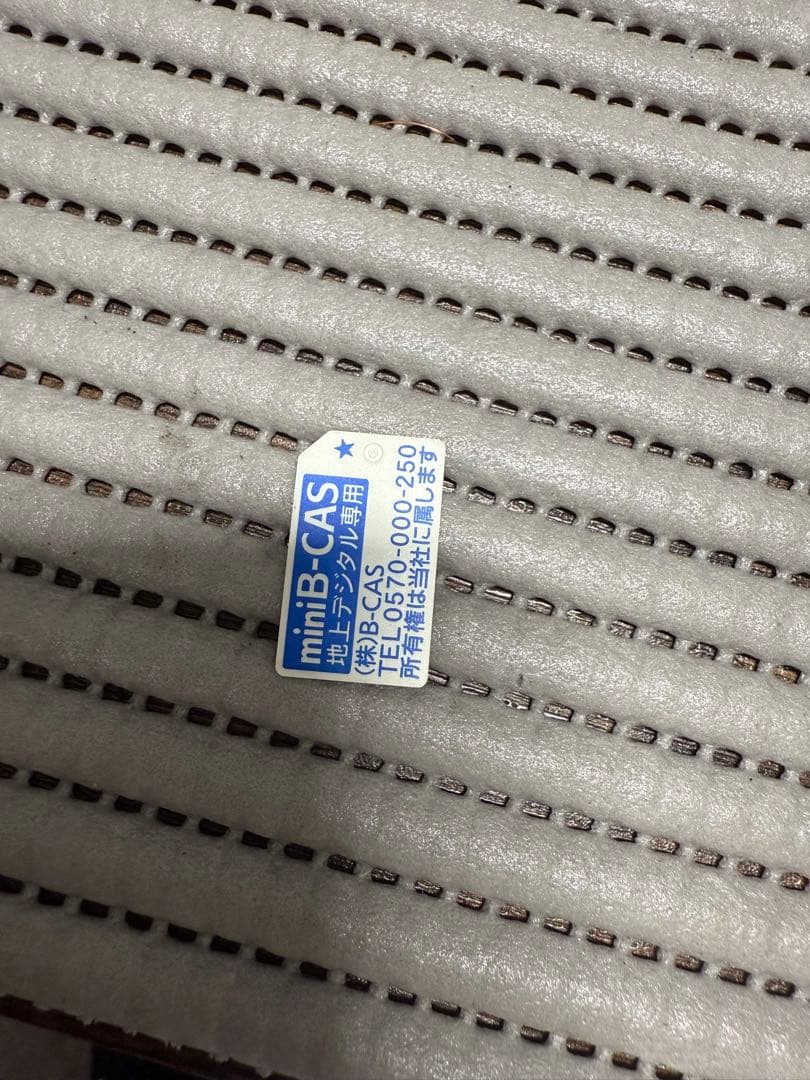 ★
miniB-CAS
地上デジタル専用
(株)B-CAS
TEL 0570-000-250
所有権は当社に属します